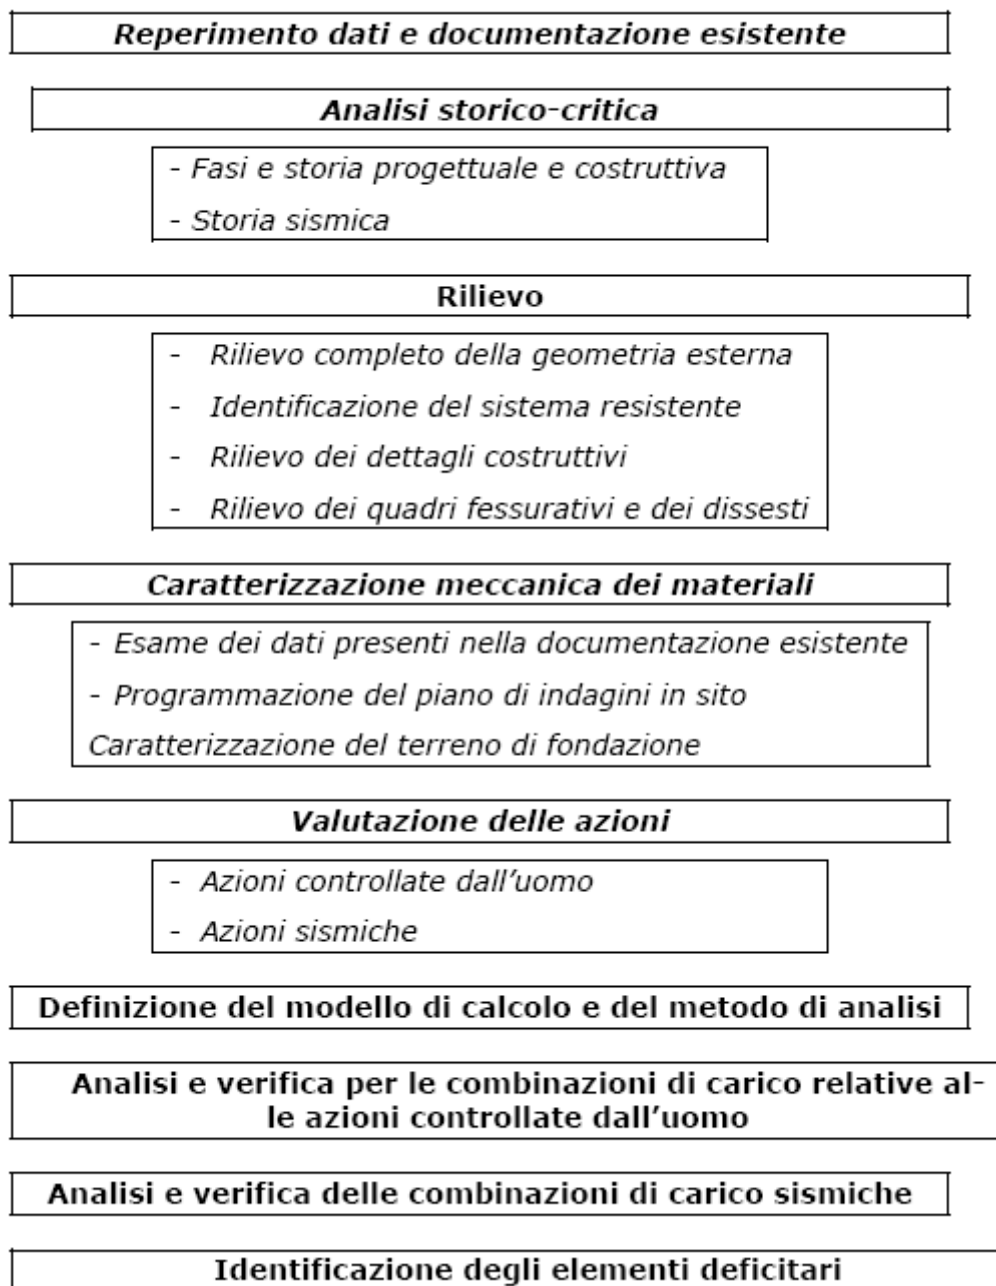 Reperimento dati e documentazione esistente
Analisi storico-critica
- Fasi e storia progettuale e costruttiva
- Storia sismica
Rilievo
- Rilievo completo della geometria esterna
- Identificazione del sistema resistente
- Rilievo dei dettagli costruttivi
- Rilievo dei quadri fessurativi e dei dissesti
Caratterizzazione meccanica dei materiali
- Esame dei dati presenti nella documentazione esistente
- Programmazione del piano di indagini in sito
Caratterizzazione del terreno di fondazione
Valutazione delle azioni
- Azioni controllate dall'uomo
- Azioni sismiche
Definizione del modello di calcolo e del metodo di analisi
Analisi e verifica per le combinazioni di carico relative al-
le azioni controllate dall'uomo
Analisi e verifica delle combinazioni di carico sismiche
Identificazione degli elementi deficitari